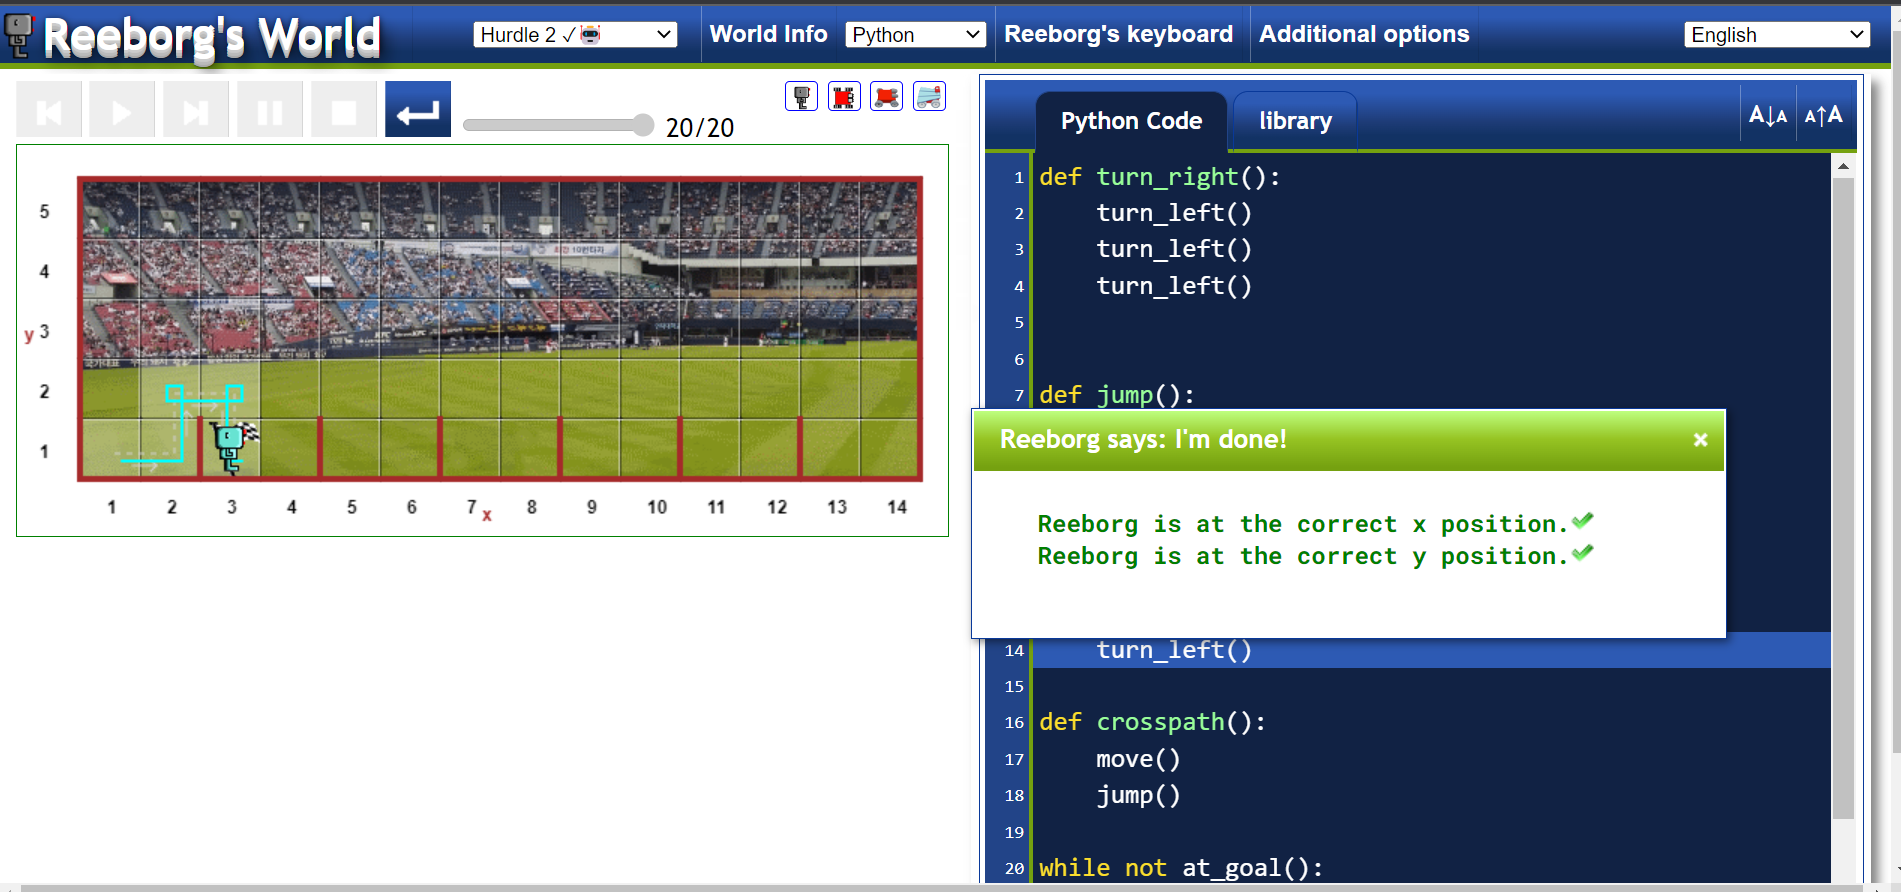 Reeborg's World
Hurdle 2 ✓🤖
World Info
Python
Reeborg's keyboard
Additional options
English
20/20
Python Code
library
A↓A
A↑A
5
4
y 3
2
1
1 2 3 4 5 6 7 8 9 10 11 12 13 14
x
1 def turn_right():
2 turn_left()
3 turn_left()
4 turn_left()
5
6
7 def jump():
Reeborg says: I'm done!
×
Reeborg is at the correct x position.
Reeborg is at the correct y position.
14 turn_left()
15
16 def crosspath():
17 move()
18 jump()
19
20 while not at_goal():